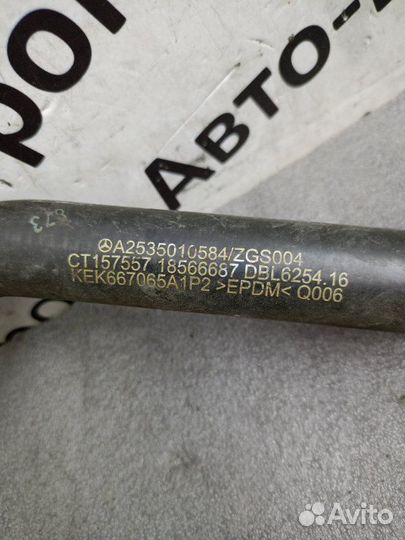 АВТО-
873
A2535010584/ZGS004
CT157557 18566687 DBL6254.16
KEK667065A1P2 >EPDM< Q006
Avito